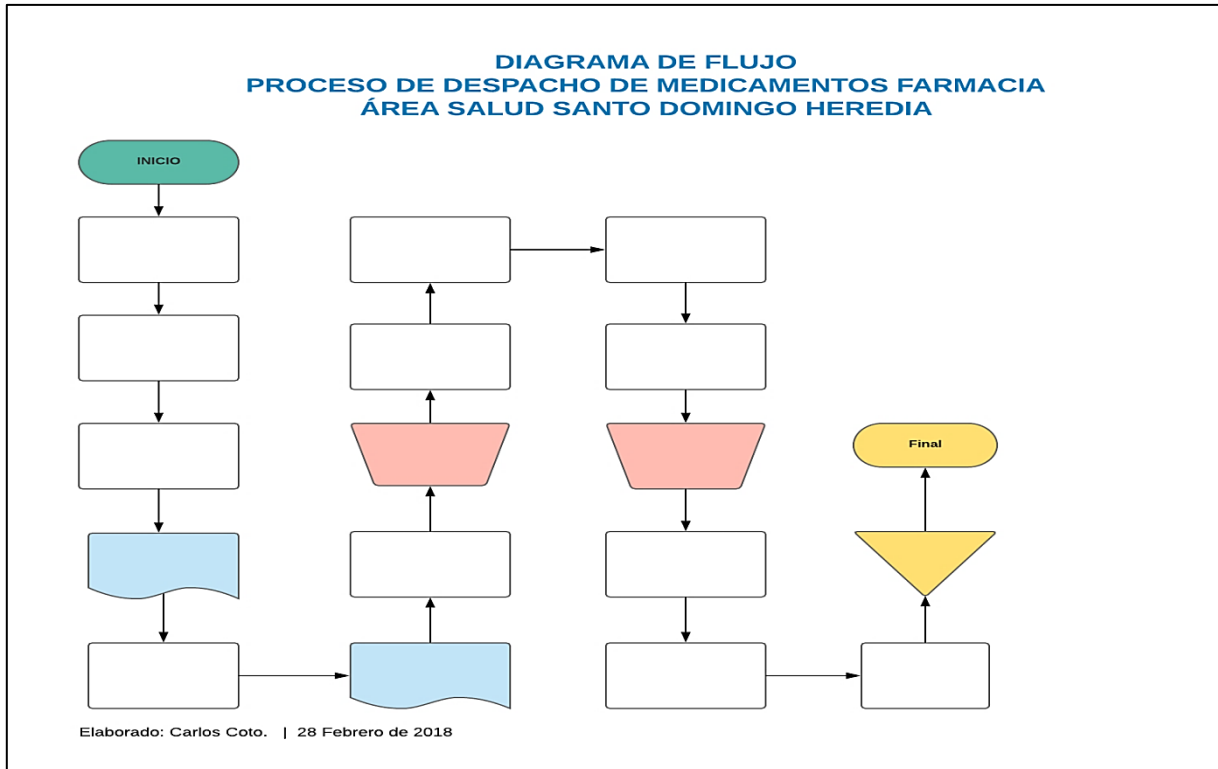 DIAGRAMA DE FLUJO
PROCESO DE DESPACHO DE MEDICAMENTOS FARMACIA
ÁREA SALUD SANTO DOMINGO HEREDIA
INICIO
Final
Elaborado: Carlos Coto. | 28 Febrero de 2018